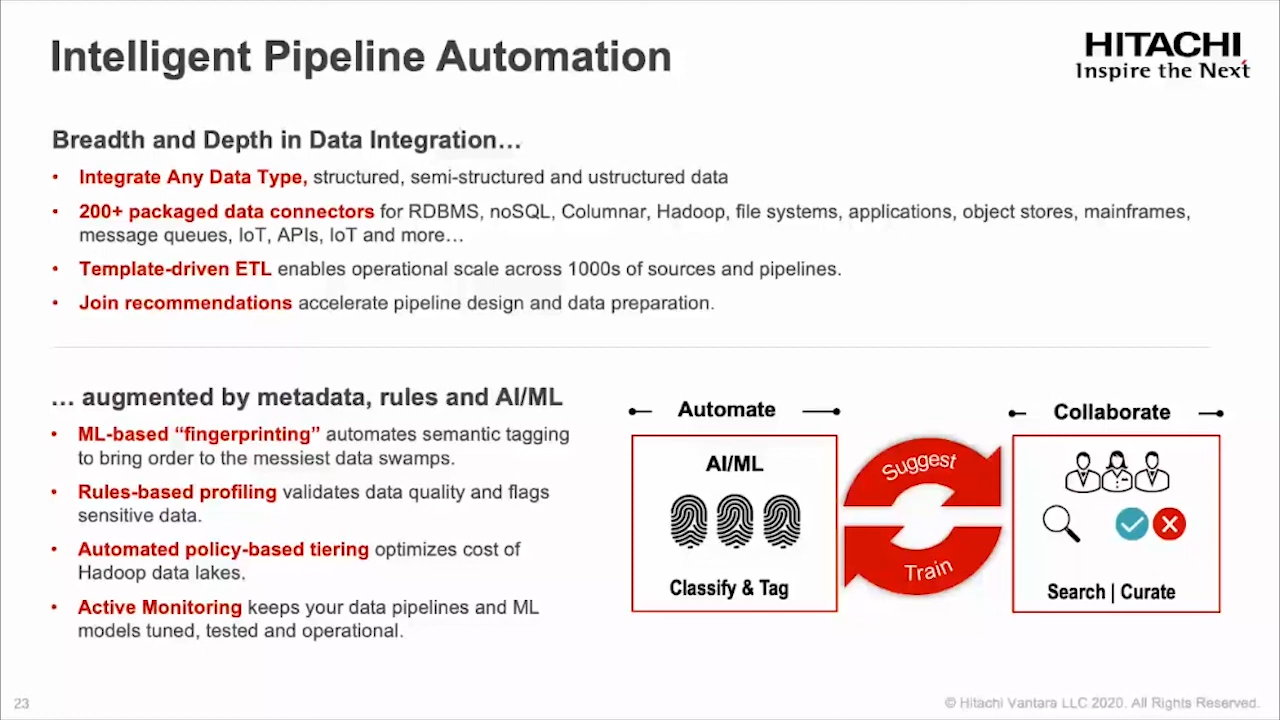 Intelligent Pipeline Automation
HITACHI
Inspire the Next
Breadth and Depth in Data Integration…
• Integrate Any Data Type, structured, semi-structured and ustructured data
• 200+ packaged data connectors for RDBMS, noSQL, Columnar, Hadoop, file systems, applications, object stores, mainframes,
message queues, IoT, APIs, IoT and more…
• Template-driven ETL enables operational scale across 1000s of sources and pipelines.
• Join recommendations accelerate pipeline design and data preparation.
… augmented by metadata, rules and AI/ML
• ML-based “fingerprinting” automates semantic tagging
to bring order to the messiest data swamps.
• Rules-based profiling validates data quality and flags
sensitive data.
• Automated policy-based tiering optimizes cost of
Hadoop data lakes.
• Active Monitoring keeps your data pipelines and ML
models tuned, tested and operational.
Automate
AI/ML
Classify & Tag
Suggest
Train
Collaborate
Search | Curate
23
© Hitachi Vantara LLC 2020. All Rights Reserved.